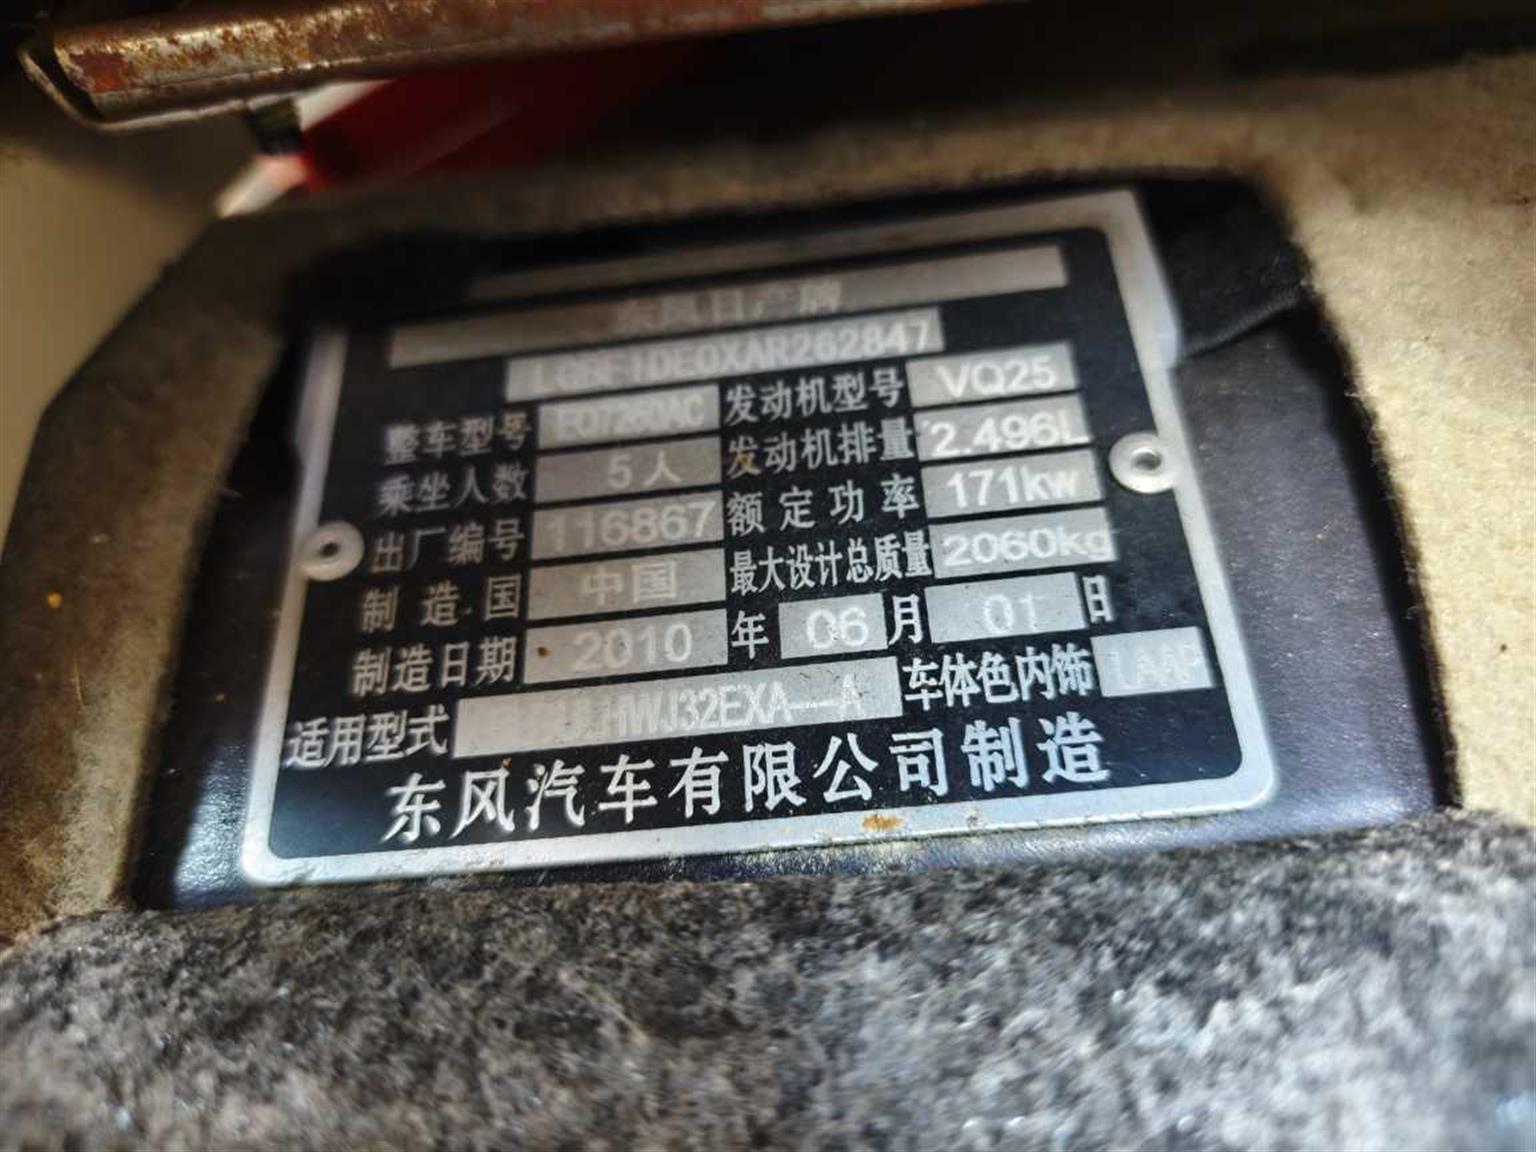 东风日产牌
LGBF1DE0XAR262847
整车型号 EQ7250AC 发动机型号 VQ25
乘坐人数 5人 发动机排量 2.496L
出厂编号 116867 额定功率 171kw
制造国 中国 最大设计总质量 2060kg
制造日期 2010 年 06 月 01 日
适用型式 HWJ32EXA---A 车体色内饰
东风汽车有限公司制造